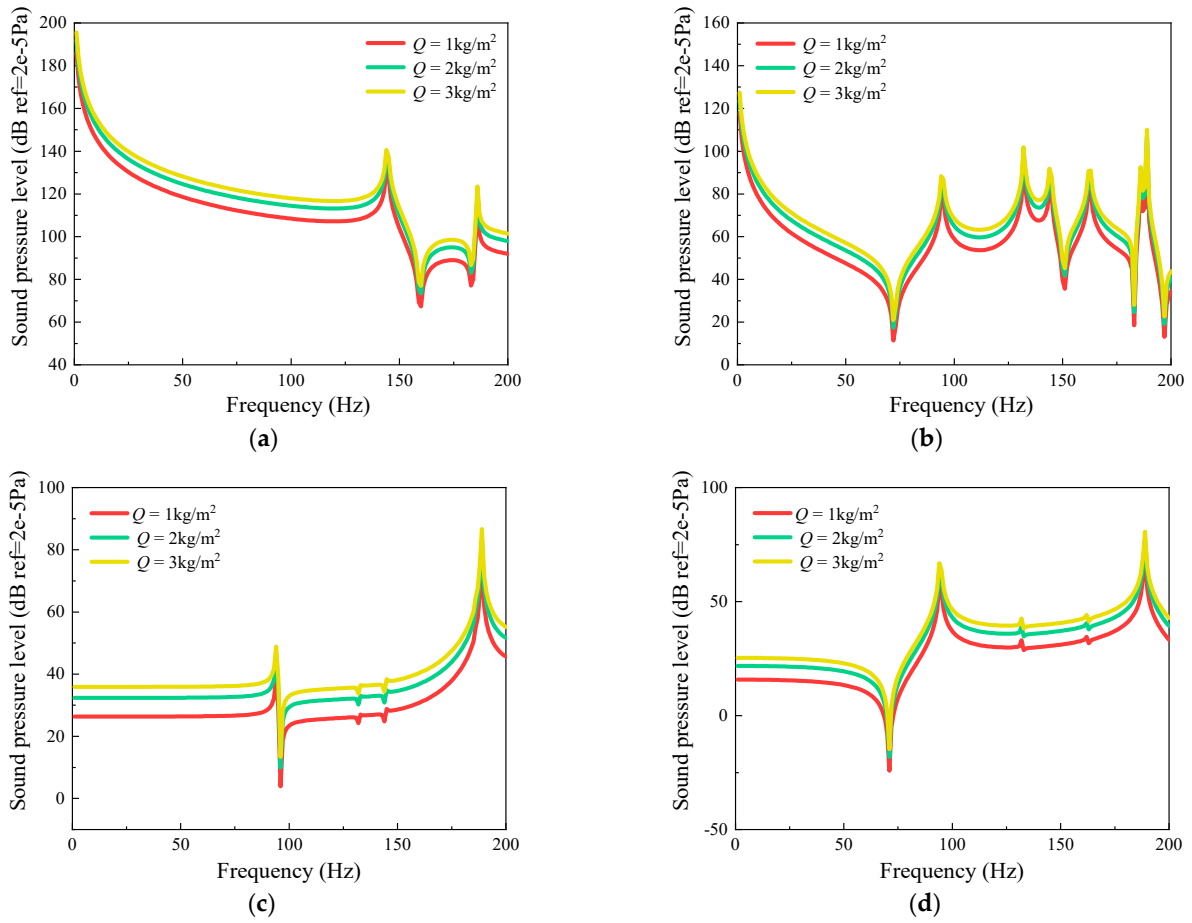 Sound pressure level (dB ref=2e-5Pa)
200
180
160
140
120
100
80
60
40
Q = 1kg/m²
Q = 2kg/m²
Q = 3kg/m²
0
50
100
150
200
Frequency (Hz)
(a)
Sound pressure level (dB ref=2e-5Pa)
160
140
120
100
80
60
40
20
0
Q = 1kg/m²
Q = 2kg/m²
Q = 3kg/m²
0
50
100
150
200
Frequency (Hz)
(b)
Sound pressure level (dB ref=2e-5Pa)
100
80
60
40
20
0
Q = 1kg/m²
Q = 2kg/m²
Q = 3kg/m²
0
50
100
150
200
Frequency (Hz)
(c)
Sound pressure level (dB ref=2e-5Pa)
100
50
0
-50
Q = 1kg/m²
Q = 2kg/m²
Q = 3kg/m²
0
50
100
150
200
Frequency (Hz)
(d)